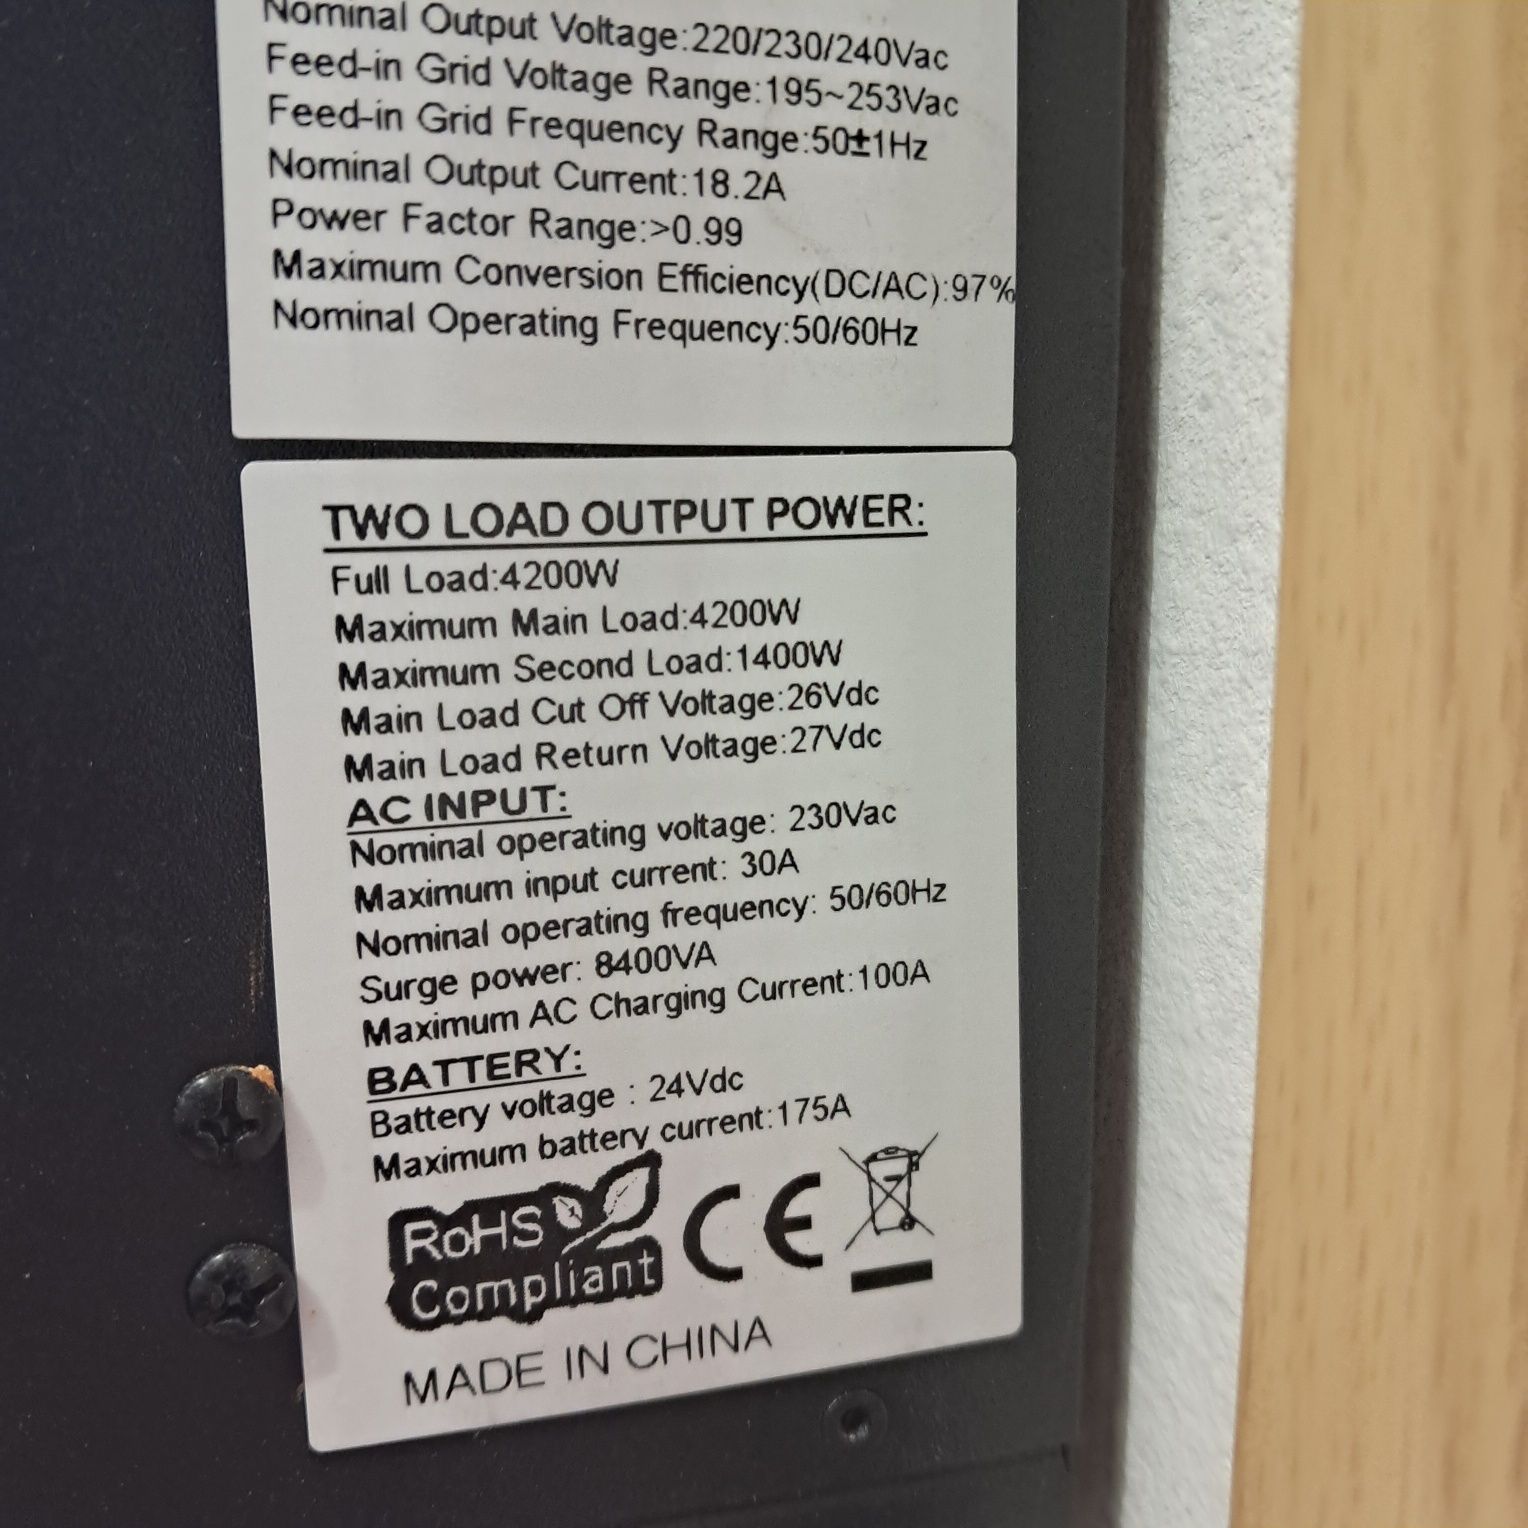 Nominal Output Voltage:220/230/240Vac
Feed-in Grid Voltage Range:195~253Vac
Feed-in Grid Frequency Range:50±1Hz
Nominal Output Current:18.2A
Power Factor Range:>0.99
Maximum Conversion Efficiency(DC/AC):97%
Nominal Operating Frequency:50/60Hz
TWO LOAD OUTPUT POWER:
Full Load:4200W
Maximum Main Load:4200W
Maximum Second Load:1400W
Main Load Cut Off Voltage:26Vdc
Main Load Return Voltage:27Vdc
AC INPUT:
Nominal operating voltage: 230Vac
Maximum input current: 30A
Nominal operating frequency: 50/60Hz
Surge power: 8400VA
Maximum AC Charging Current:100A
BATTERY:
Battery voltage : 24Vdc
Maximum battery current:175A
RoHS
Compliant
CE
MADE IN CHINA